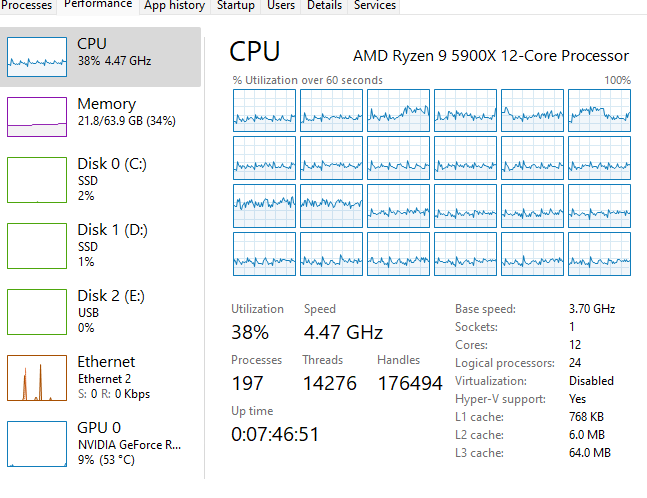 Processes Performance App history Startup Users Details Services
CPU
38% 4.47 GHz
Memory
21.8/63.9 GB (34%)
Disk 0 (C:)
SSD
2%
Disk 1 (D:)
SSD
1%
Disk 2 (E:)
USB
0%
Ethernet
Ethernet 2
S: 0 R: 0 Kbps
GPU 0
NVIDIA GeForce R...
9% (53 °C)
CPU AMD Ryzen 9 5900X 12-Core Processor
% Utilization over 60 seconds 100%
Utilization Speed
38% 4.47 GHz
Processes Threads Handles
197 14276 176494
Up time
0:07:46:51
Base speed: 3.70 GHz
Sockets: 1
Cores: 12
Logical processors: 24
Virtualization: Disabled
Hyper-V support: Yes
L1 cache: 768 KB
L2 cache: 6.0 MB
L3 cache: 64.0 MB